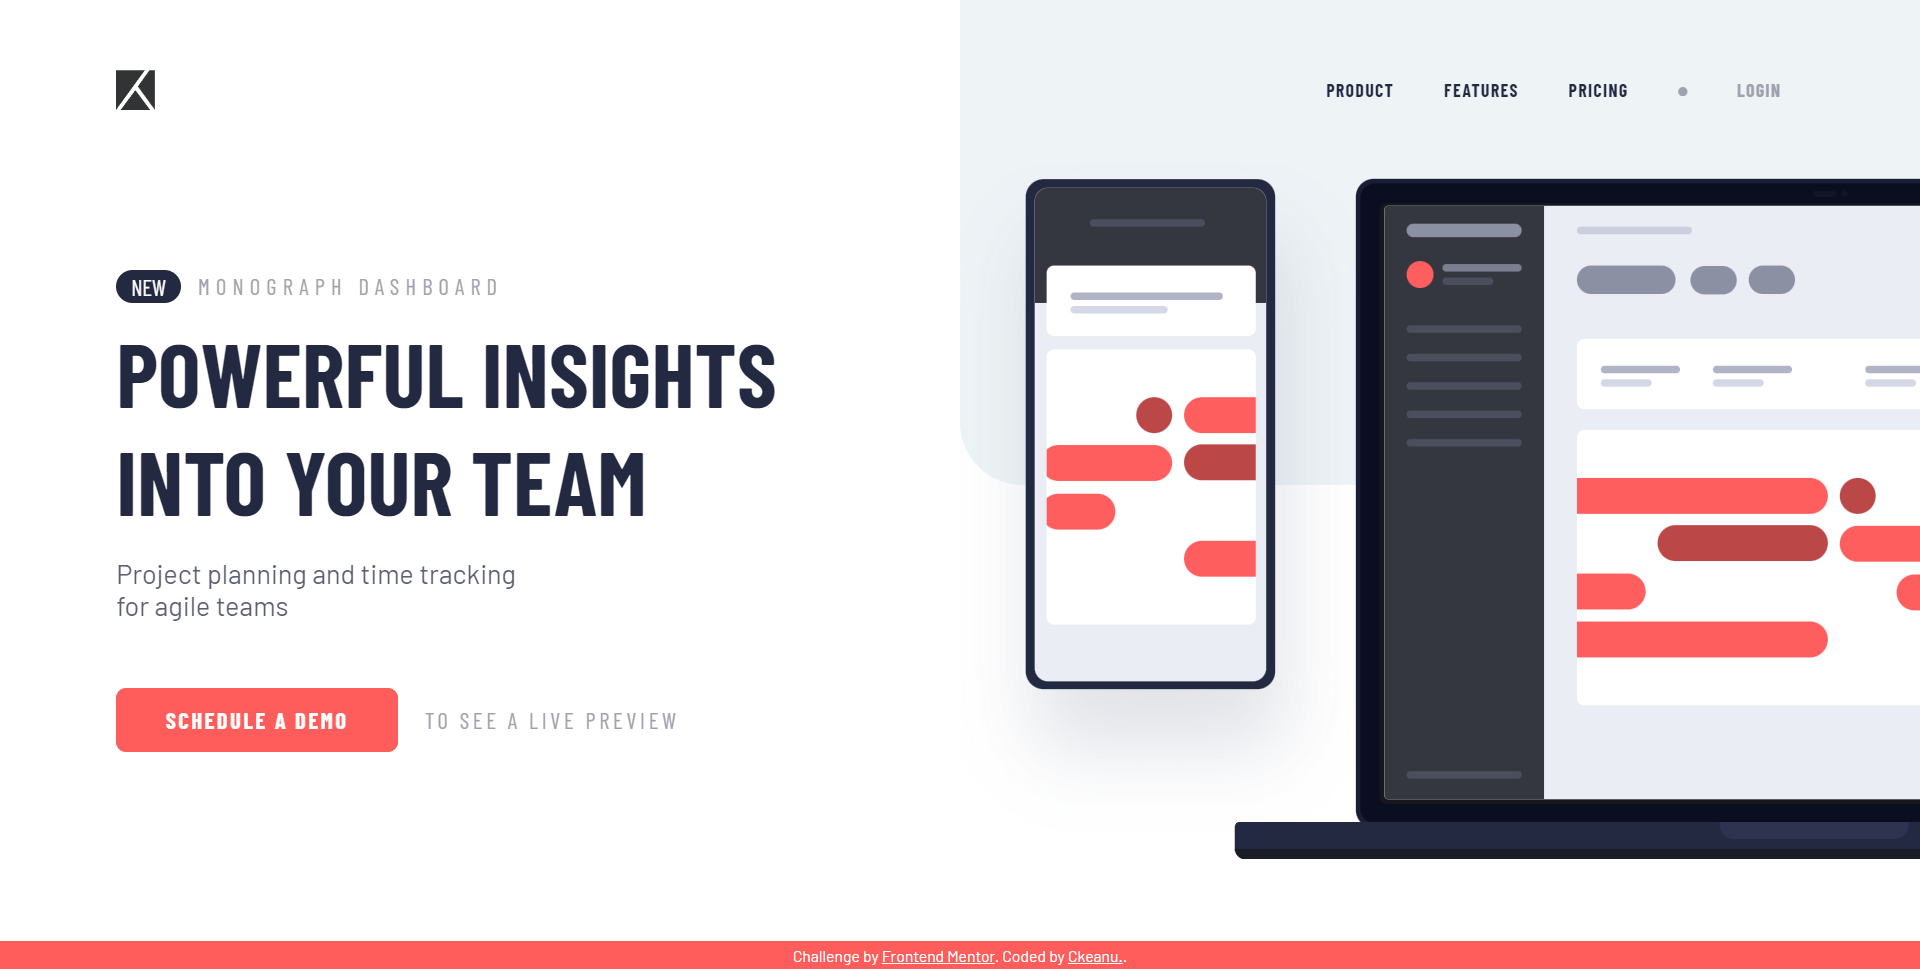 PRODUCT FEATURES PRICING LOGIN
NEW MONOGRAPH DASHBOARD
POWERFUL INSIGHTS
INTO YOUR TEAM
Project planning and time tracking
for agile teams
SCHEDULE A DEMO TO SEE A LIVE PREVIEW
Challenge by Frontend Mentor. Coded by Ckeanu..